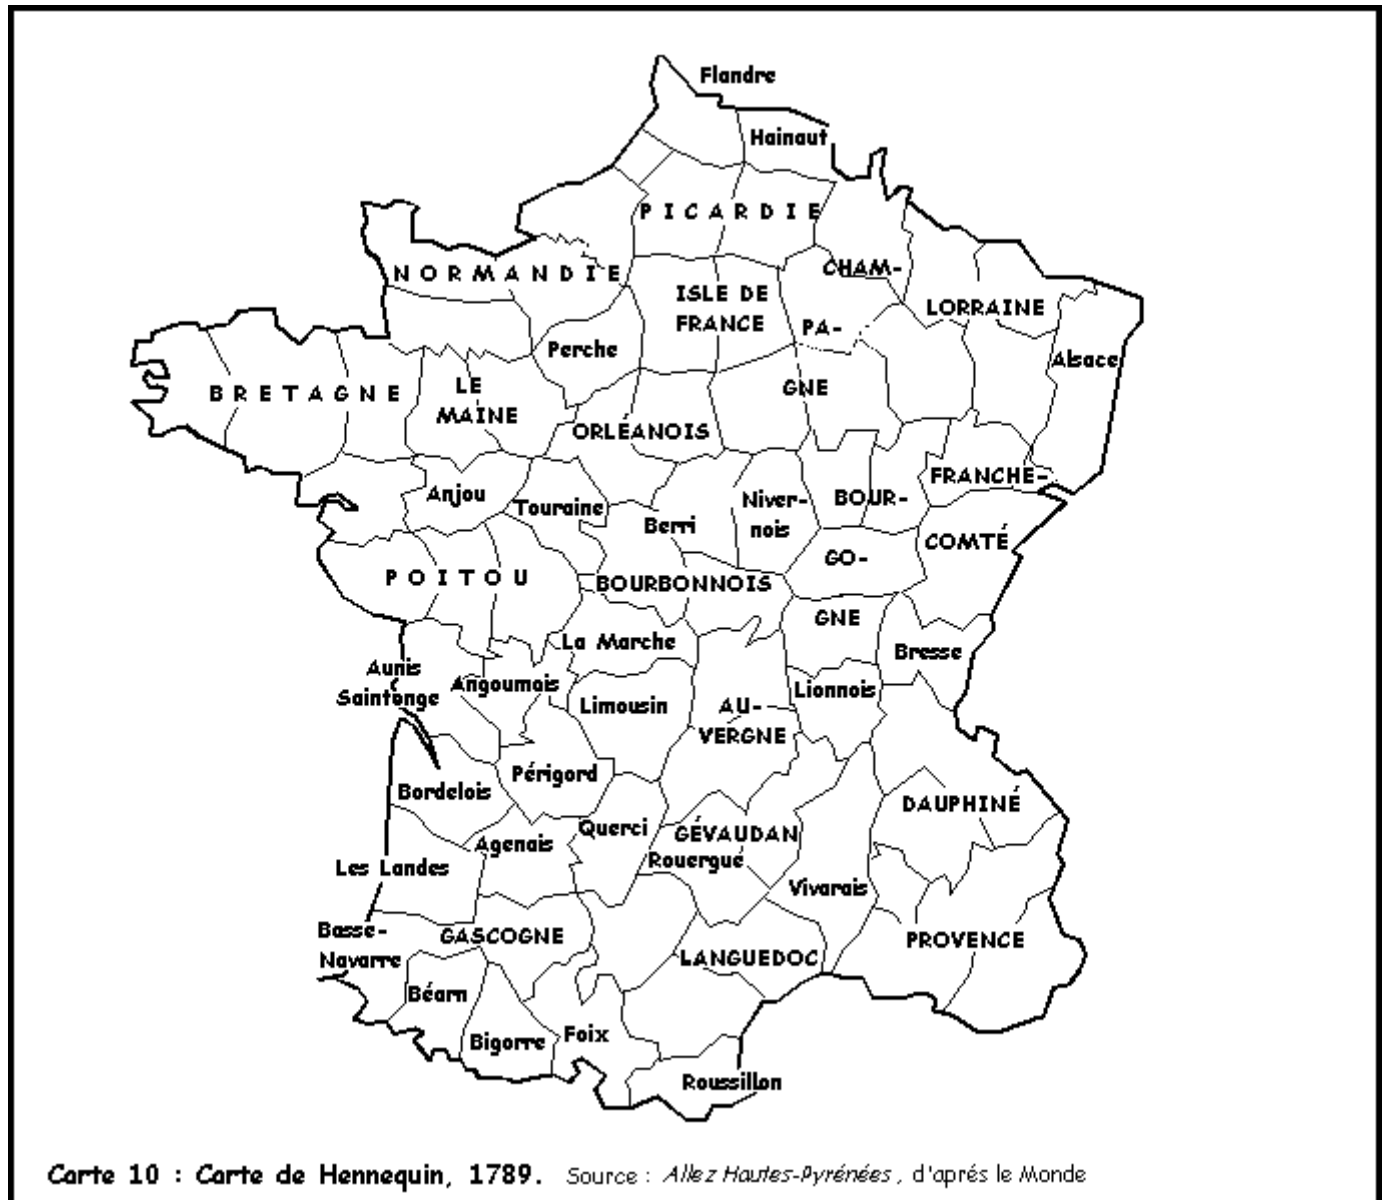 Flandre
Hainaut
PICARDIE
NORMANDIE
CHAM-
ISLE DE
FRANCE
LORRAINE
PA-
Perche
Alsace
BRETAGNE
LE
MAINE
GNE
ORLÉANOIS
FRANCHE-
Anjou
Touraine
Niver-
nois
BOUR-
Berri
COMTÉ
GO-
POITOU
BOURBONNOIS
GNE
La Marche
Bresse
Aunis
Saintonge
Angoumois
Lionnois
Limousin
AU-
VERGNE
Périgord
Bordelois
DAUPHINÉ
Querci
GÉVAUDAN
Agenais
Rouergue
Les Landes
Vivarais
Basse-
Navarre
GASCOGNE
PROVENCE
LANGUEDOC
Béarn
Bigorre
Foix
Roussillon
Carte 10 : Carte de Hennequin, 1789. Source : Allez Hautes-Pyrénées, d'aprés le Monde